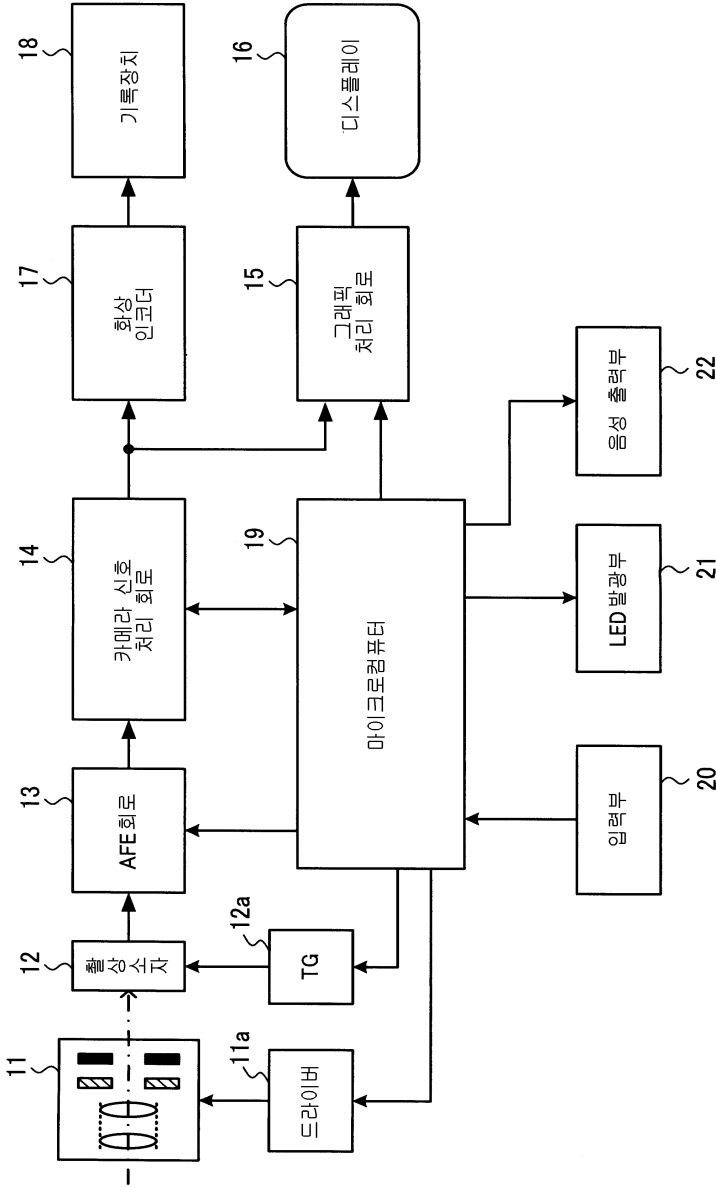 11
12
촬상소자
13
AFE 회로
14
카메라 신호
처리 회로
17
화상
인코더
18
기록장치
11a
드라이버
12a
TG
19
마이크로컴퓨터
15
그래픽
처리 회로
16
디스플레이
20
입력부
21
LED 발광부
22
음성 출력부